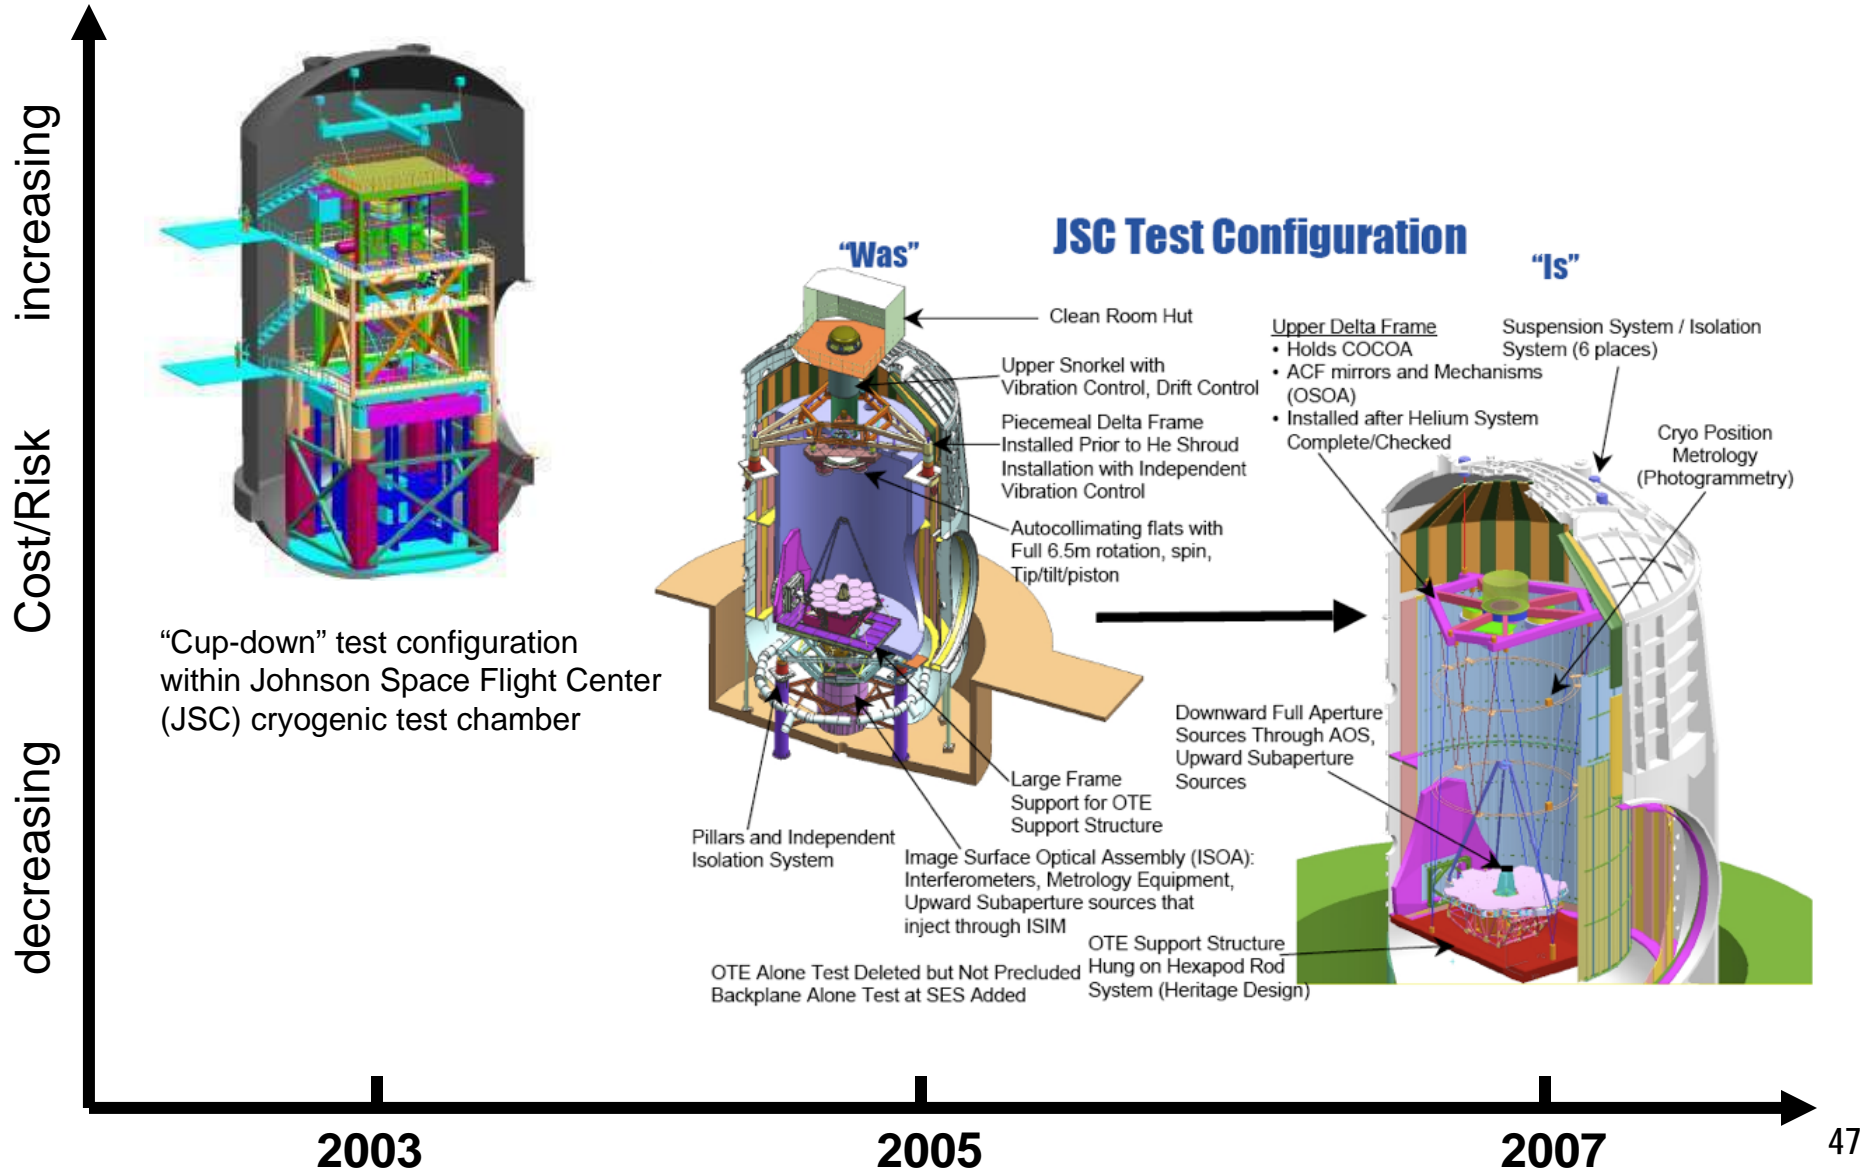 increasing
Cost/Risk
decreasing
“Cup-down” test configuration
within Johnson Space Flight Center
(JSC) cryogenic test chamber
JSC Test Configuration
“Was”
“Is”
Clean Room Hut
Upper Snorkel with
Vibration Control, Drift Control
Piecemeal Delta Frame
Installed Prior to He Shroud
Installation with Independent
Vibration Control
Autocollimating flats with
Full 6.5m rotation, spin,
Tip/tilt/piston
Large Frame
Support for OTE
Support Structure
Pillars and Independent
Isolation System
Image Surface Optical Assembly (ISOA):
Interferometers, Metrology Equipment,
Upward Subaperture sources that
inject through ISIM
OTE Alone Test Deleted but Not Precluded
Backplane Alone Test at SES Added
Upper Delta Frame
• Holds COCOA
• ACF mirrors and Mechanisms
(OSOA)
• Installed after Helium System
Complete/Checked
Suspension System / Isolation
System (6 places)
Cryo Position
Metrology
(Photogrammetry)
Downward Full Aperture
Sources Through AOS,
Upward Subaperture
Sources
OTE Support Structure
Hung on Hexapod Rod
System (Heritage Design)
2003
2005
2007
47